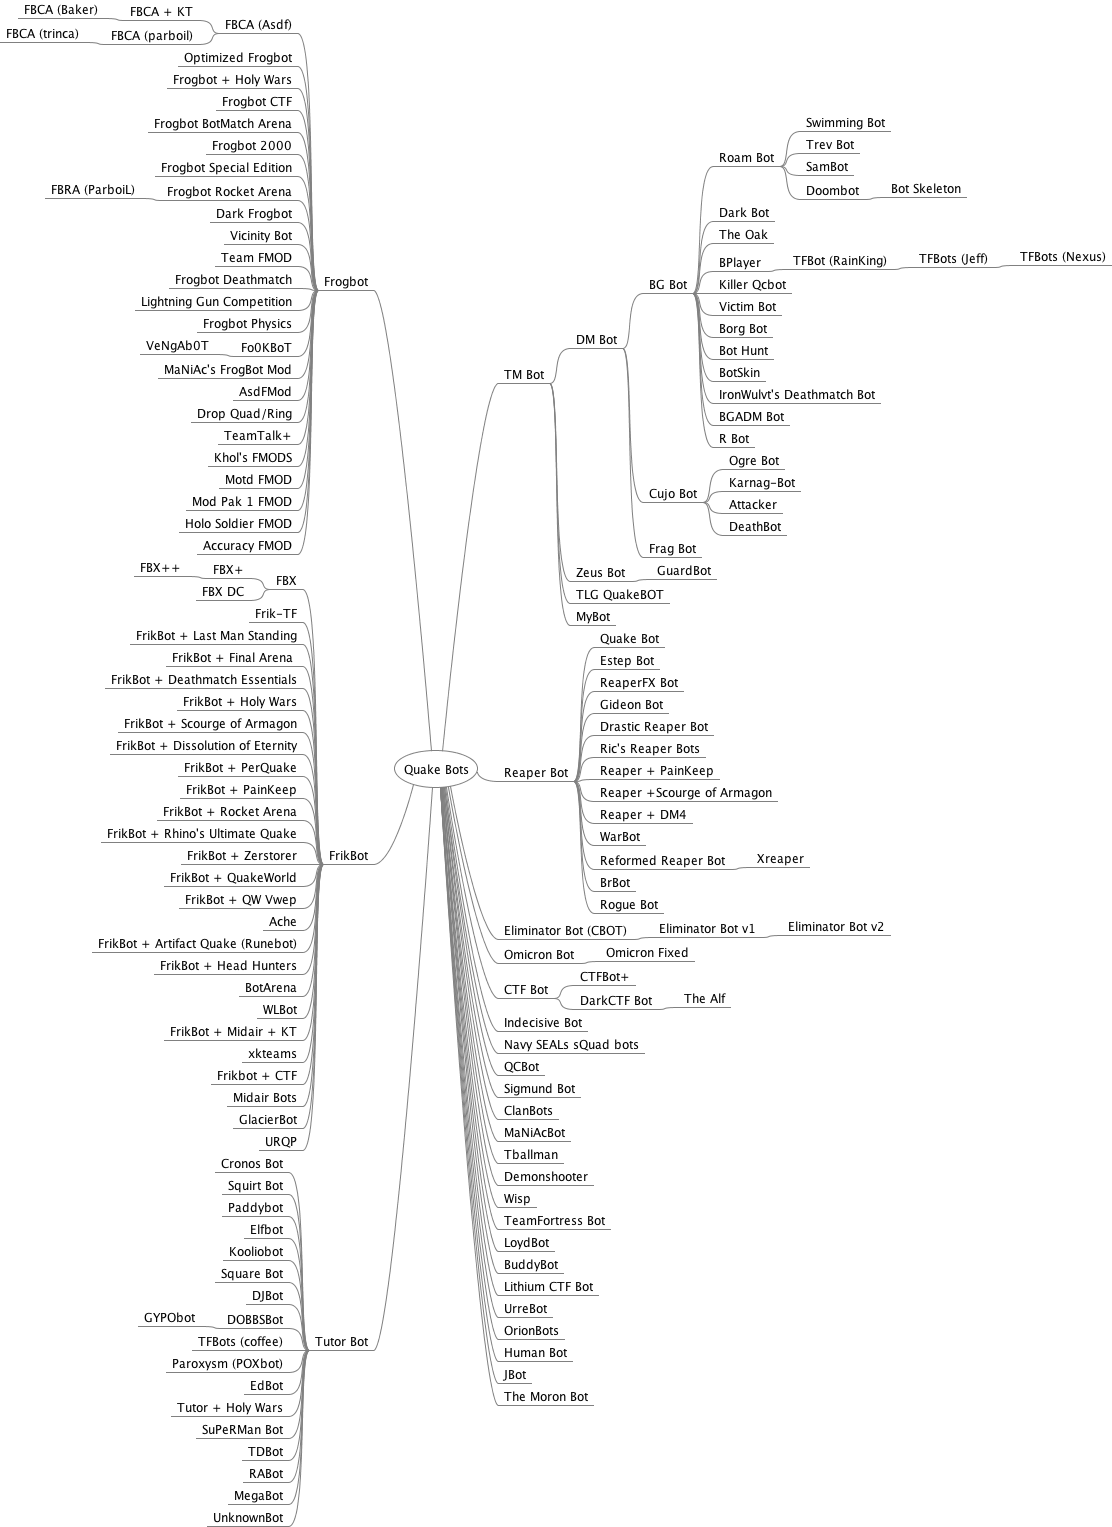 Quake Bots
Frogbot
FBCA (Asdf)
FBCA + KT
FBCA (Baker)
FBCA (parboil)
FBCA (trinca)
Optimized Frogbot
Frogbot + Holy Wars
Frogbot CTF
Frogbot BotMatch Arena
Frogbot 2000
Frogbot Special Edition
Frogbot Rocket Arena
FBRA (ParboiL)
Dark Frogbot
Vicinity Bot
Team FMOD
Frogbot Deathmatch
Lightning Gun Competition
Frogbot Physics
Fo0KBoT
VeNgAb0T
MaNiAc's FrogBot Mod
AsdFMod
Drop Quad/Ring
TeamTalk+
Khol's FMODS
Motd FMOD
Mod Pak 1 FMOD
Holo Soldier FMOD
Accuracy FMOD
FrikBot
FBX
FBX+
FBX++
FBX DC
Frik-TF
FrikBot + Last Man Standing
FrikBot + Final Arena
FrikBot + Deathmatch Essentials
FrikBot + Holy Wars
FrikBot + Scourge of Armagon
FrikBot + Dissolution of Eternity
FrikBot + PerQuake
FrikBot + PainKeep
FrikBot + Rocket Arena
FrikBot + Rhino's Ultimate Quake
FrikBot + Zerstorer
FrikBot + QuakeWorld
FrikBot + QW Vwep
Ache
FrikBot + Artifact Quake (Runebot)
FrikBot + Head Hunters
BotArena
WLBot
FrikBot + Midair + KT
xkteams
Frikbot + CTF
Midair Bots
GlacierBot
URQP
Tutor Bot
Cronos Bot
Squirt Bot
Paddybot
Elfbot
Kooliobot
Square Bot
DJBot
DOBBSBot
GYPObot
TFBots (coffee)
Paroxysm (POXbot)
EdBot
Tutor + Holy Wars
SuPeRMan Bot
TDBot
RABot
MegaBot
UnknownBot
TM Bot
DM Bot
BG Bot
Roam Bot
Swimming Bot
Trev Bot
SamBot
Doombot
Bot Skeleton
Dark Bot
The Oak
BPlayer
TFBot (RainKing)
TFBots (Jeff)
TFBots (Nexus)
Killer Qcbot
Victim Bot
Borg Bot
Bot Hunt
BotSkin
IronWulvt's Deathmatch Bot
BGADM Bot
R Bot
Cujo Bot
Ogre Bot
Karnag-Bot
Attacker
DeathBot
Frag Bot
Zeus Bot
GuardBot
TLG QuakeBOT
MyBot
Reaper Bot
Quake Bot
Estep Bot
ReaperFX Bot
Gideon Bot
Drastic Reaper Bot
Ric's Reaper Bots
Reaper + PainKeep
Reaper +Scourge of Armagon
Reaper + DM4
WarBot
Reformed Reaper Bot
Xreaper
BrBot
Rogue Bot
Eliminator Bot (CBOT)
Eliminator Bot v1
Eliminator Bot v2
Omicron Bot
Omicron Fixed
CTF Bot
CTFBot+
DarkCTF Bot
The Alf
Indecisive Bot
Navy SEALs sQuad bots
QCBot
Sigmund Bot
ClanBots
MaNiAcBot
Tballman
Demonshooter
Wisp
TeamFortress Bot
LoydBot
BuddyBot
Lithium CTF Bot
UrreBot
OrionBots
Human Bot
JBot
The Moron Bot